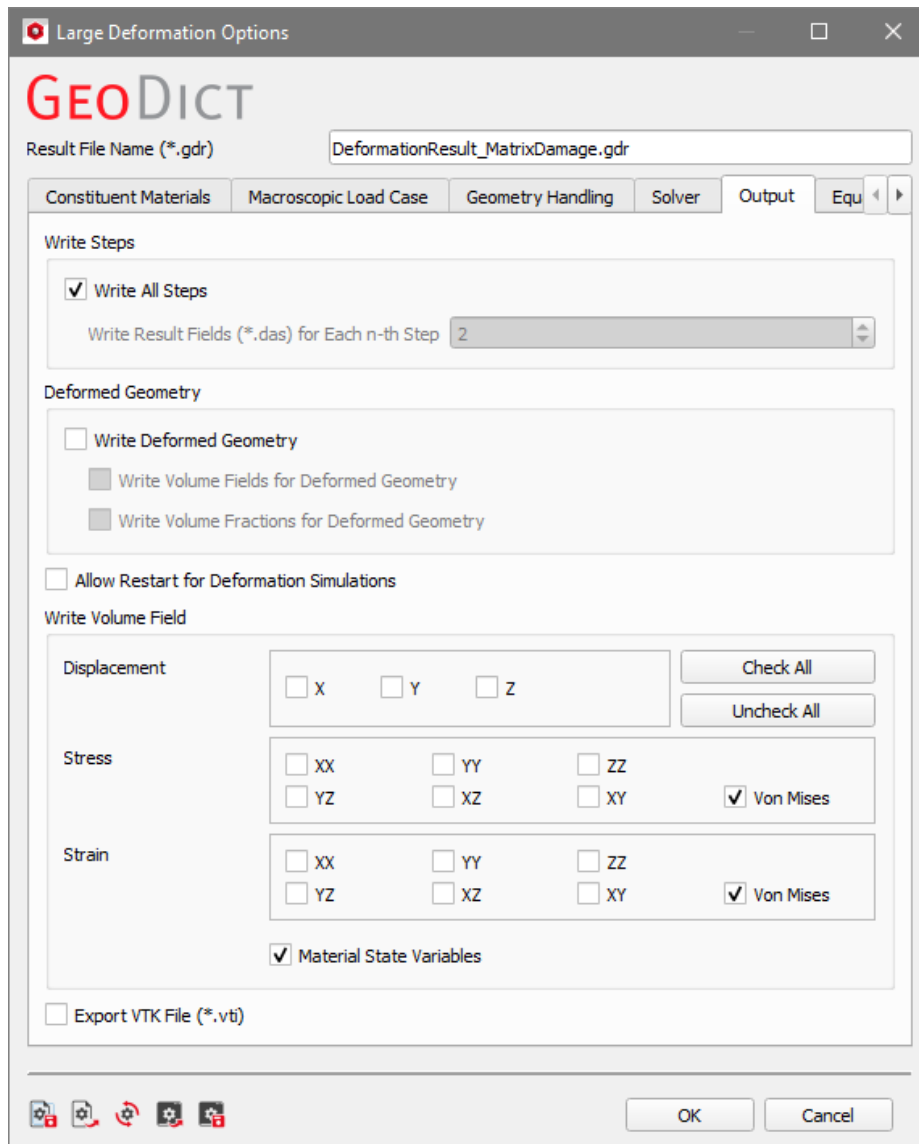 Large Deformation Options
GEODICT
Result File Name (*.gdr) DeformationResult_MatrixDamage.gdr
Constituent Materials Macroscopic Load Case Geometry Handling Solver Output Equ
Write Steps
Write All Steps
Write Result Fields (*.das) for Each n-th Step 2
Deformed Geometry
Write Deformed Geometry
Write Volume Fields for Deformed Geometry
Write Volume Fractions for Deformed Geometry
Allow Restart for Deformation Simulations
Write Volume Field
Displacement X Y Z Check All
Uncheck All
Stress XX YY ZZ
YZ XZ XY Von Mises
Strain XX YY ZZ
YZ XZ XY Von Mises
Material State Variables
Export VTK File (*.vti)
OK Cancel